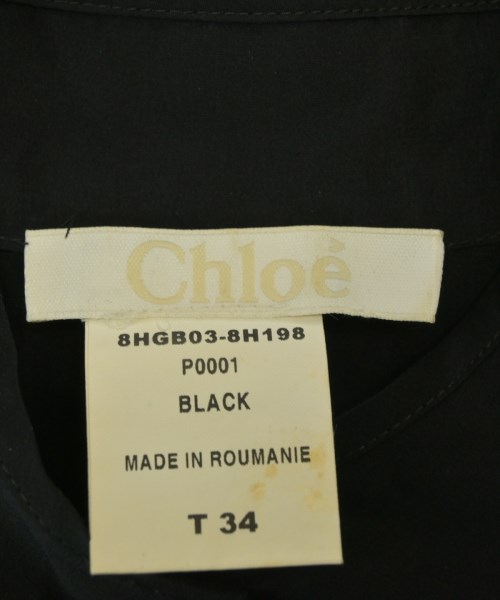 Chloé
8HGB03-8H198
P0001
BLACK
MADE IN ROUMANIE
T 34